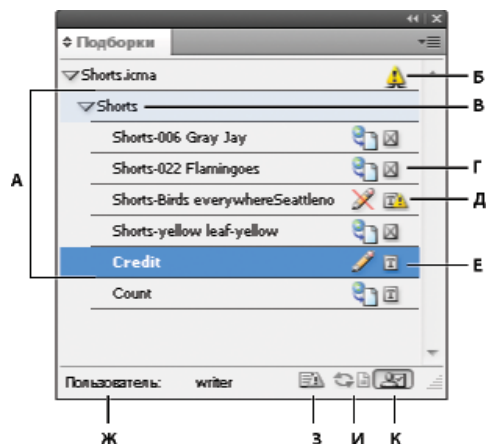 Подборки
Shorts.icma
Б
Shorts
В
Shorts-006 Gray Jay
Shorts-022 Flamingoes
Г
А
Shorts-Birds everywhereSeattleno
Д
Shorts-yellow leaf-yellow
Credit
Е
Count
Пользователь: writer
Ж З И К